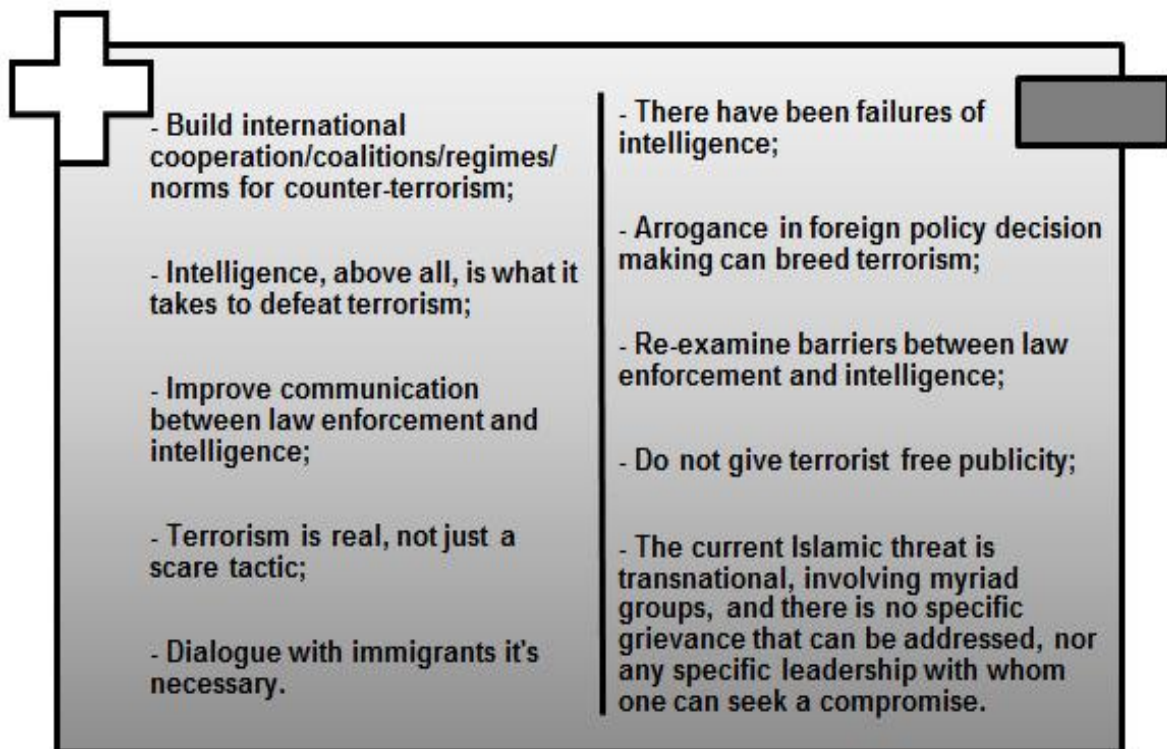 - Build international
cooperation/coalitions/regimes/
norms for counter-terrorism;
- Intelligence, above all, is what it
takes to defeat terrorism;
- Improve communication
between law enforcement and
intelligence;
- Terrorism is real, not just a
scare tactic;
- Dialogue with immigrants it's
necessary.
- There have been failures of
intelligence;
- Arrogance in foreign policy decision
making can breed terrorism;
- Re-examine barriers between law
enforcement and intelligence;
- Do not give terrorist free publicity;
- The current Islamic threat is
transnational, involving myriad
groups, and there is no specific
grievance that can be addressed, nor
any specific leadership with whom
one can seek a compromise.